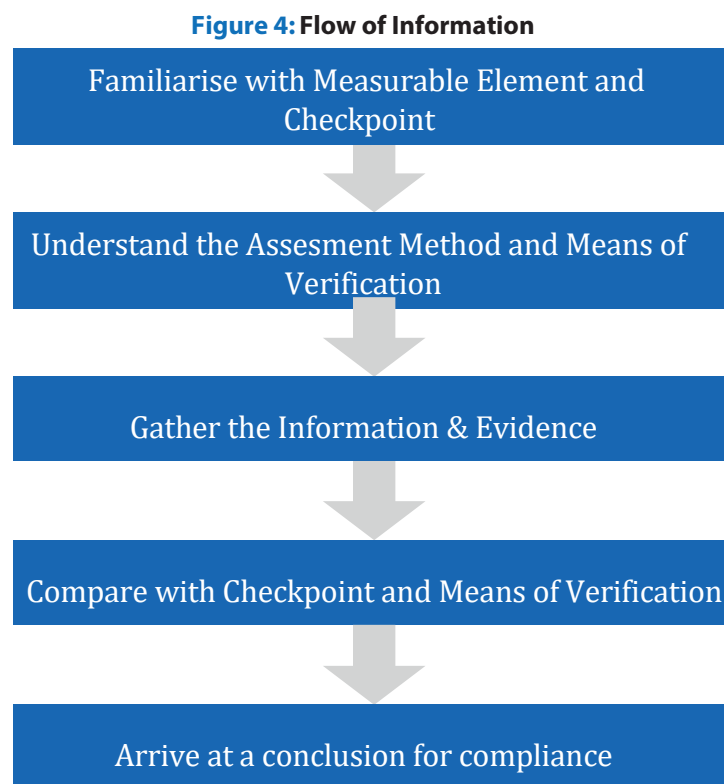 Figure 4: Flow of Information
Familiarise with Measurable Element and
Checkpoint
Understand the Assesment Method and Means of
Verification
Gather the Information & Evidence
Compare with Checkpoint and Means of Verification
Arrive at a conclusion for compliance